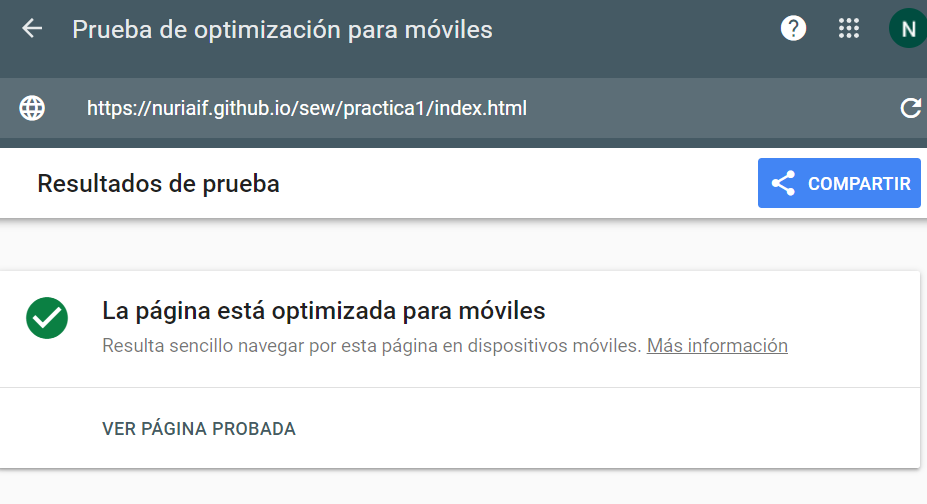 Prueba de optimización para móviles
?
N
https://nuriaif.github.io/sew/practica1/index.html
Resultados de prueba
COMPARTIR
La página está optimizada para móviles
Resulta sencillo navegar por esta página en dispositivos móviles. Más información
VER PÁGINA PROBADA